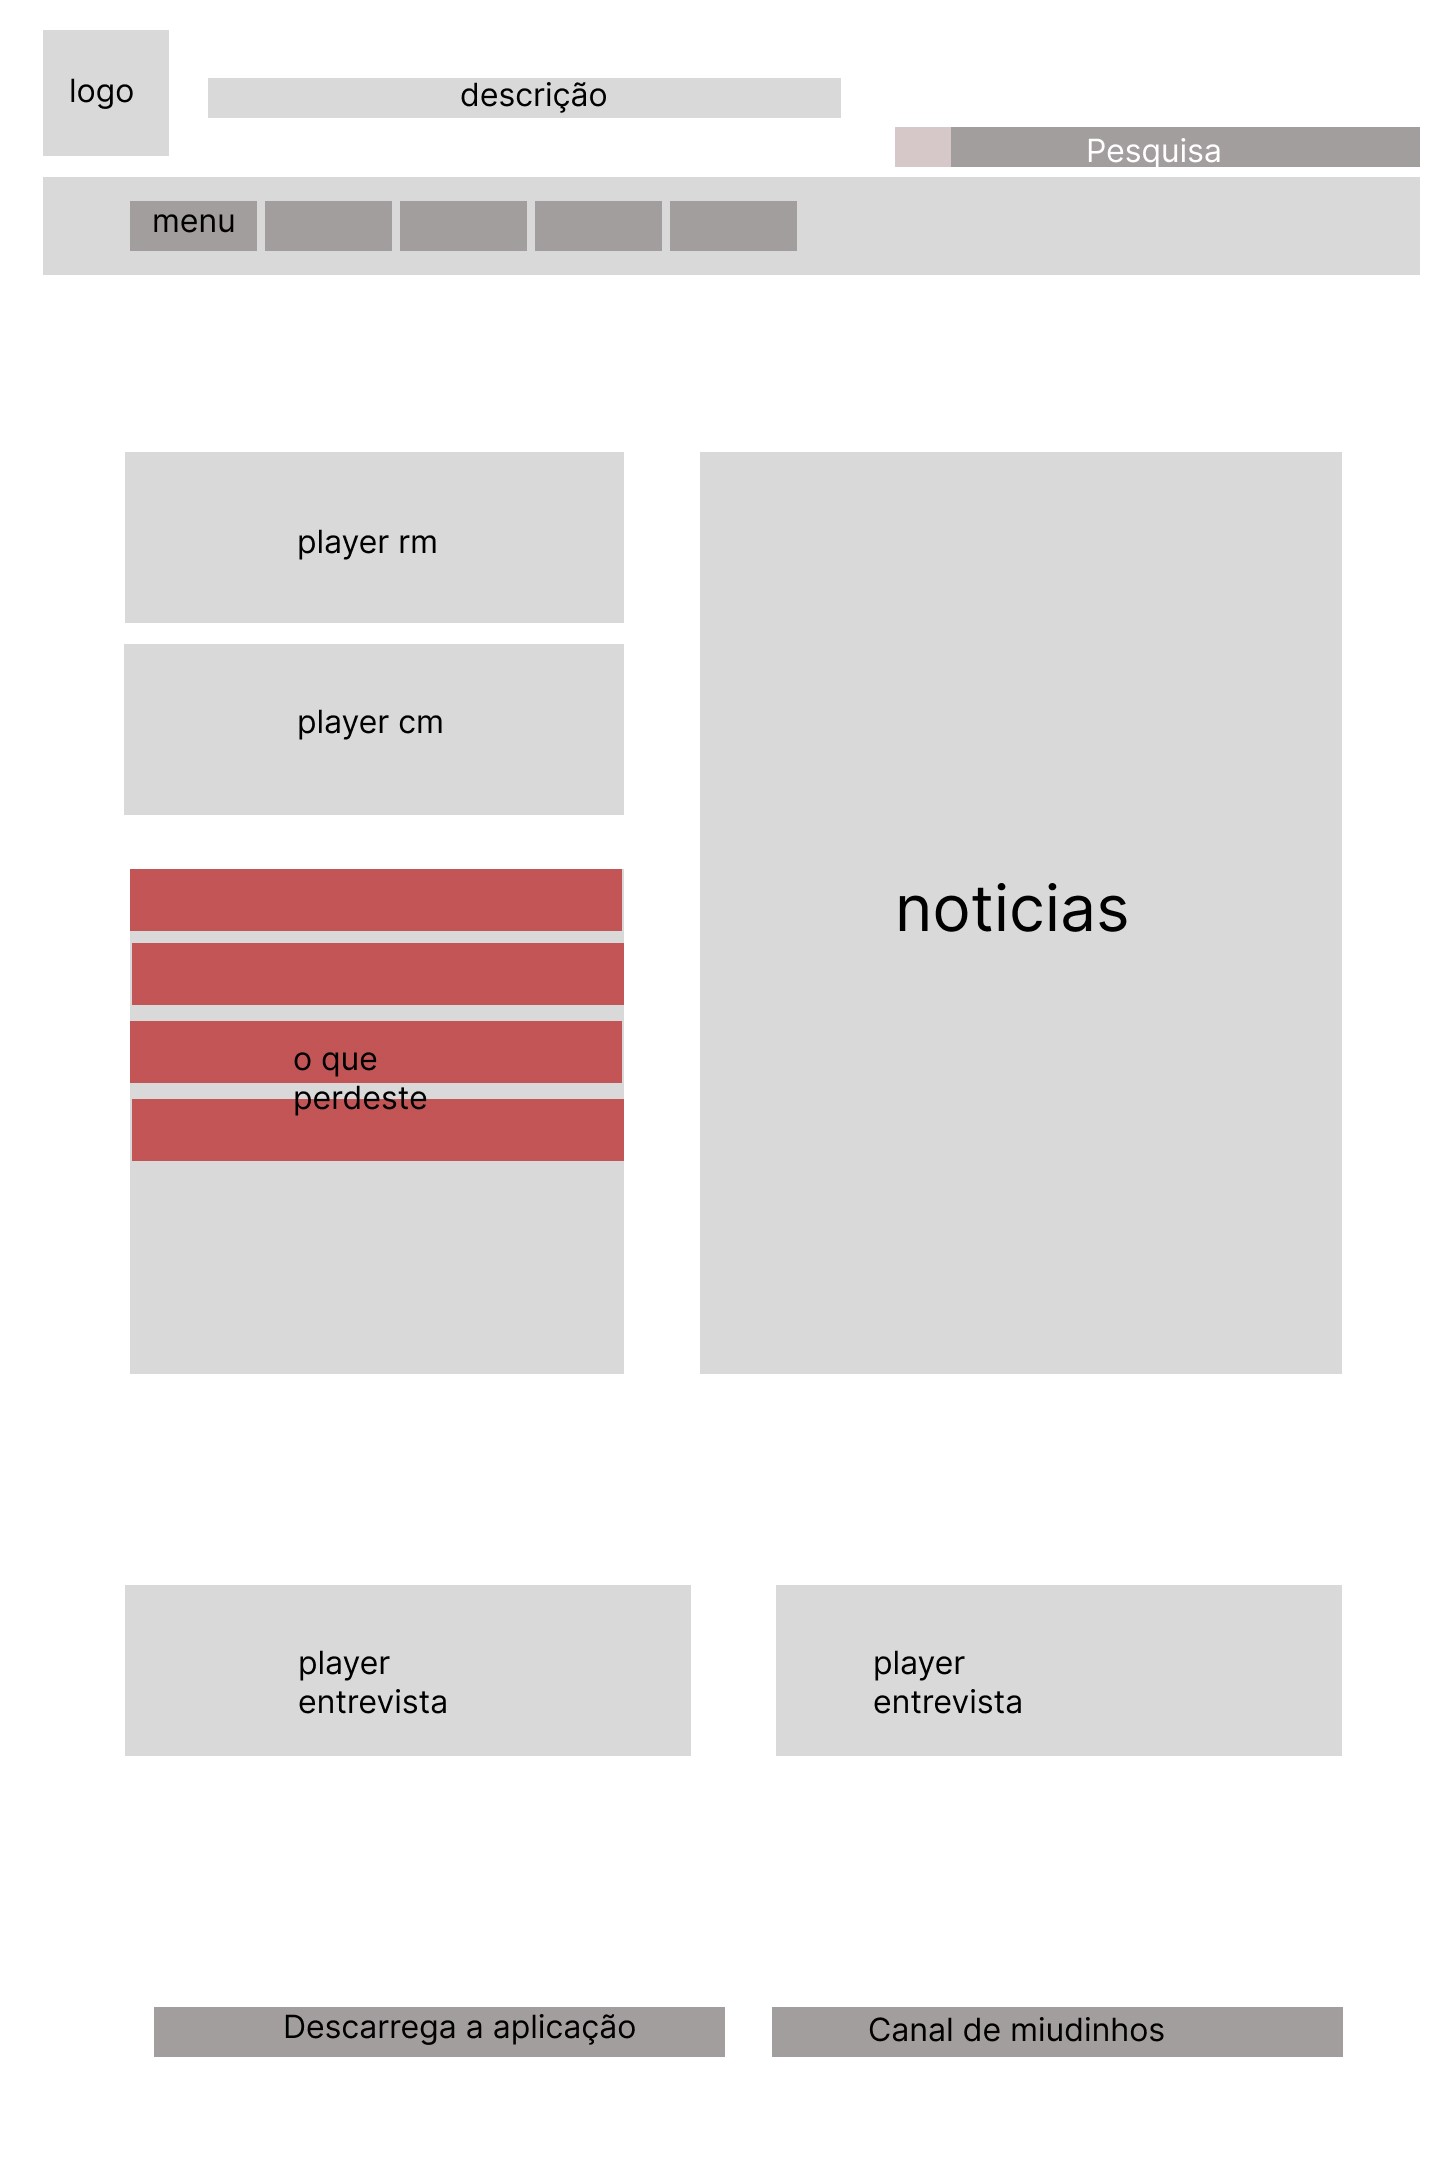 logo
descrição
Pesquisa
menu
player rm
player cm
noticias
o que
perdeste
player
entrevista
player
entrevista
Descarrega a aplicação
Canal de miudinhos